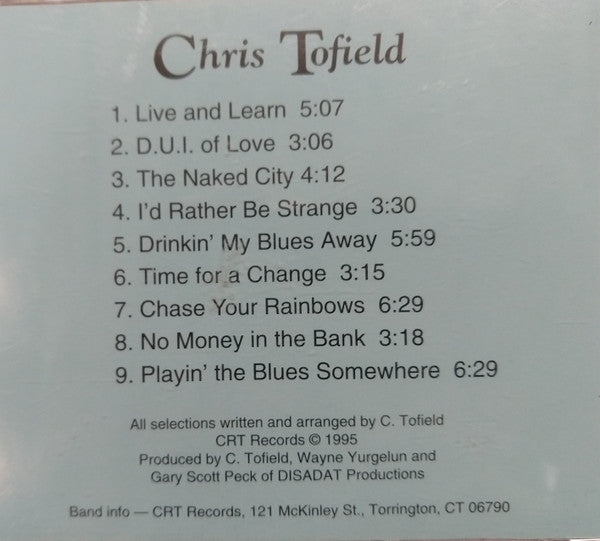 Chris Tofield
1. Live and Learn 5:07
2. D.U.I. of Love 3:06
3. The Naked City 4:12
4. I'd Rather Be Strange 3:30
5. Drinkin' My Blues Away 5:59
6. Time for a Change 3:15
7. Chase Your Rainbows 6:29
8. No Money in the Bank 3:18
9. Playin' the Blues Somewhere 6:29
All selections written and arranged by C. Tofield
CRT Records © 1995
Produced by C. Tofield, Wayne Yurgelun and
Gary Scott Peck of DISADAT Productions
Band info — CRT Records, 121 McKinley St., Torrington, CT 06790